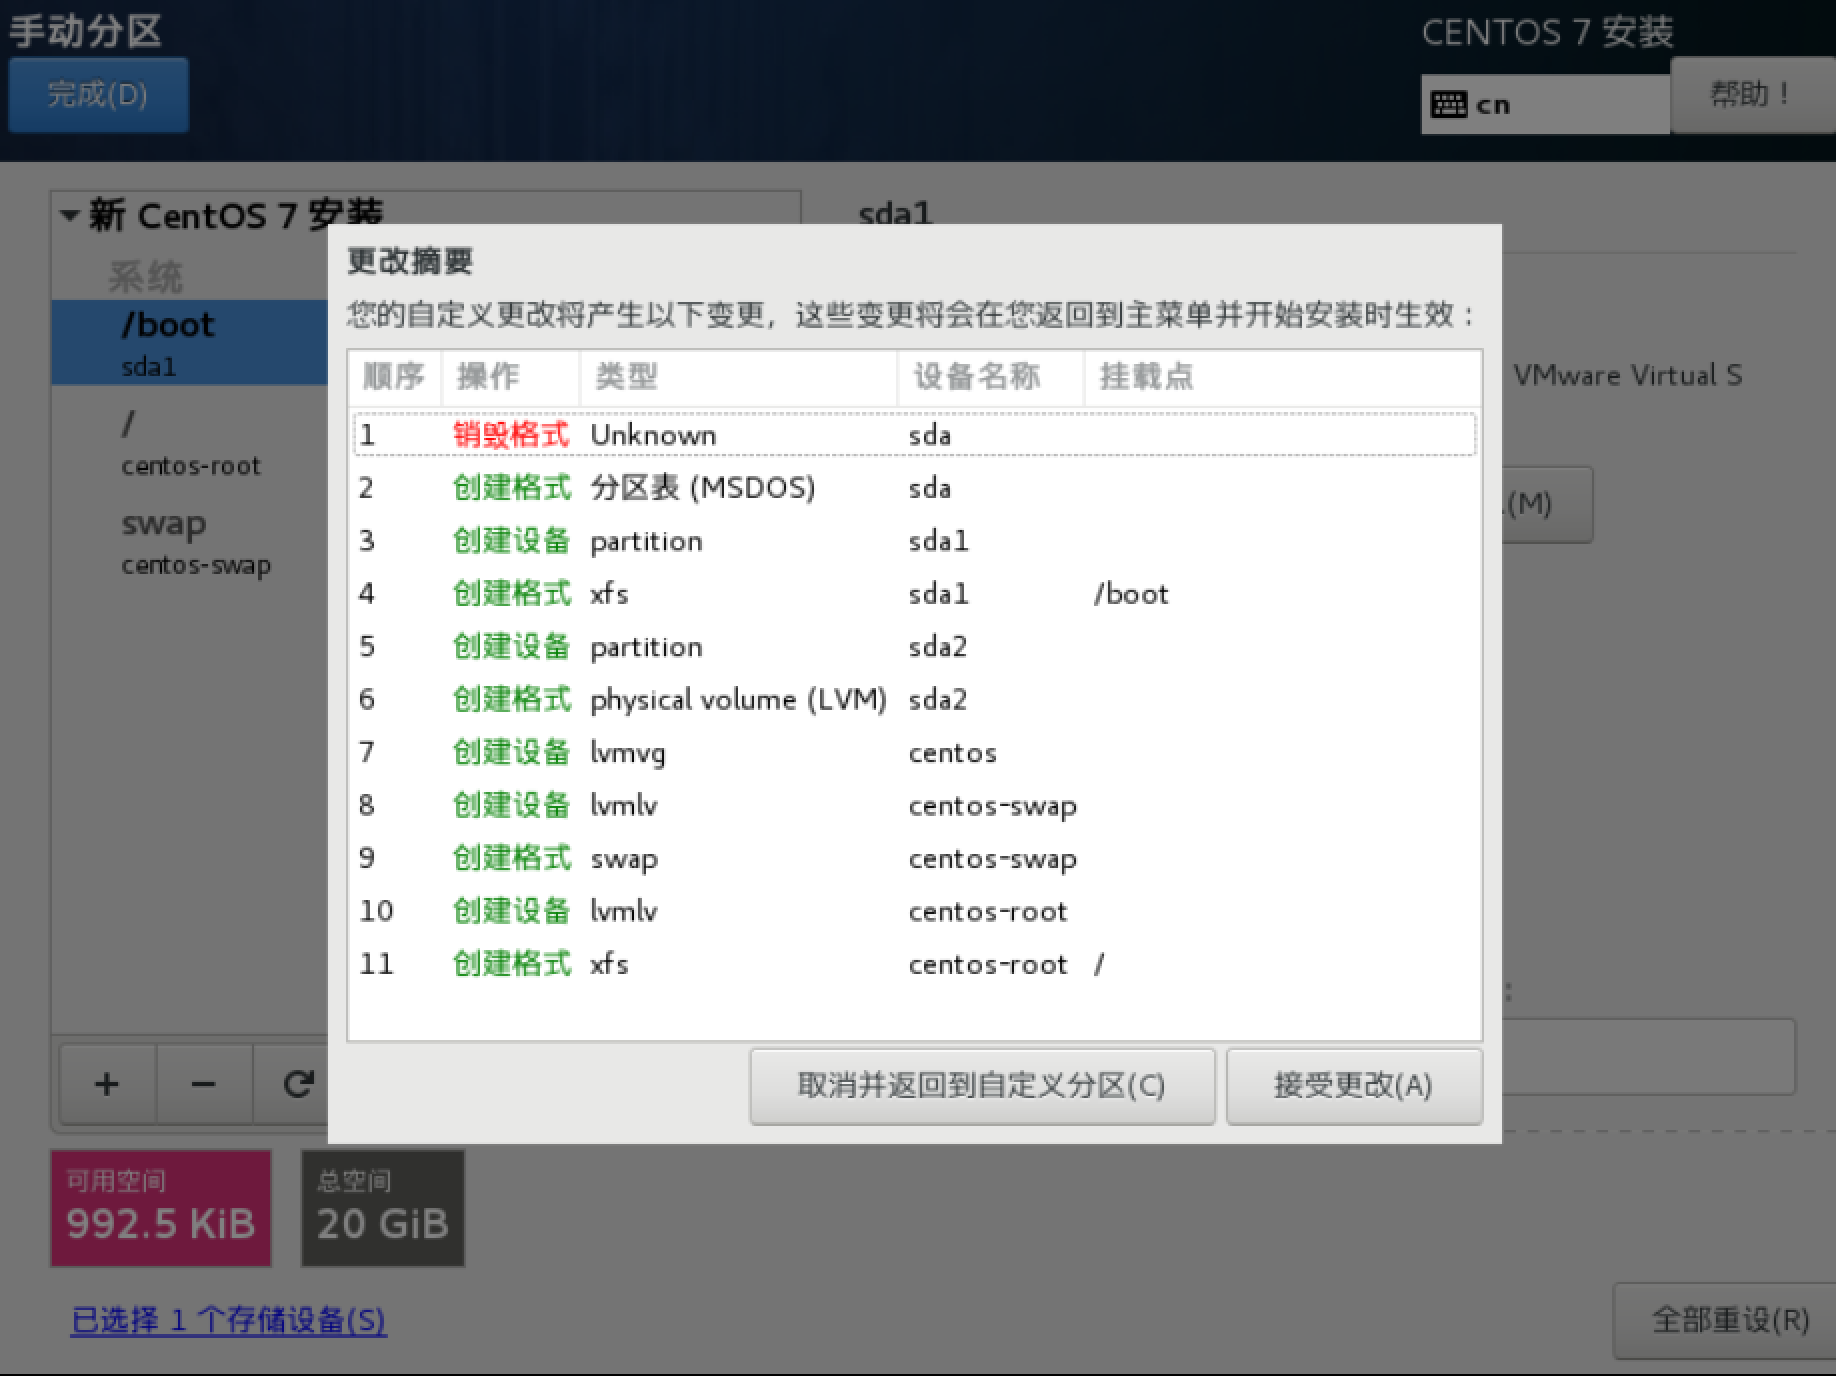 手动分区
CENTOS 7 安装
完成(D)
cn
帮助！
新 CentOS 7 安装
sda1
系统
/boot
sda1
/
centos-root
swap
centos-swap
VMware Virtual S
(M)
更改摘要
您的自定义更改将产生以下变更，这些变更将会在您返回到主菜单并开始安装时生效：
顺序 操作 类型 设备名称 挂载点
1 销毁格式 Unknown sda
2 创建格式 分区表 (MSDOS) sda
3 创建设备 partition sda1
4 创建格式 xfs sda1 /boot
5 创建设备 partition sda2
6 创建格式 physical volume (LVM) sda2
7 创建设备 lvmvg centos
8 创建设备 lvmlv centos-swap
9 创建格式 swap centos-swap
10 创建设备 lvmlv centos-root
11 创建格式 xfs centos-root /
取消并返回到自定义分区(C)
接受更改(A)
+ −
可用空间
992.5 KiB
总空间
20 GiB
已选择 1 个存储设备(S)
全部重设(R)